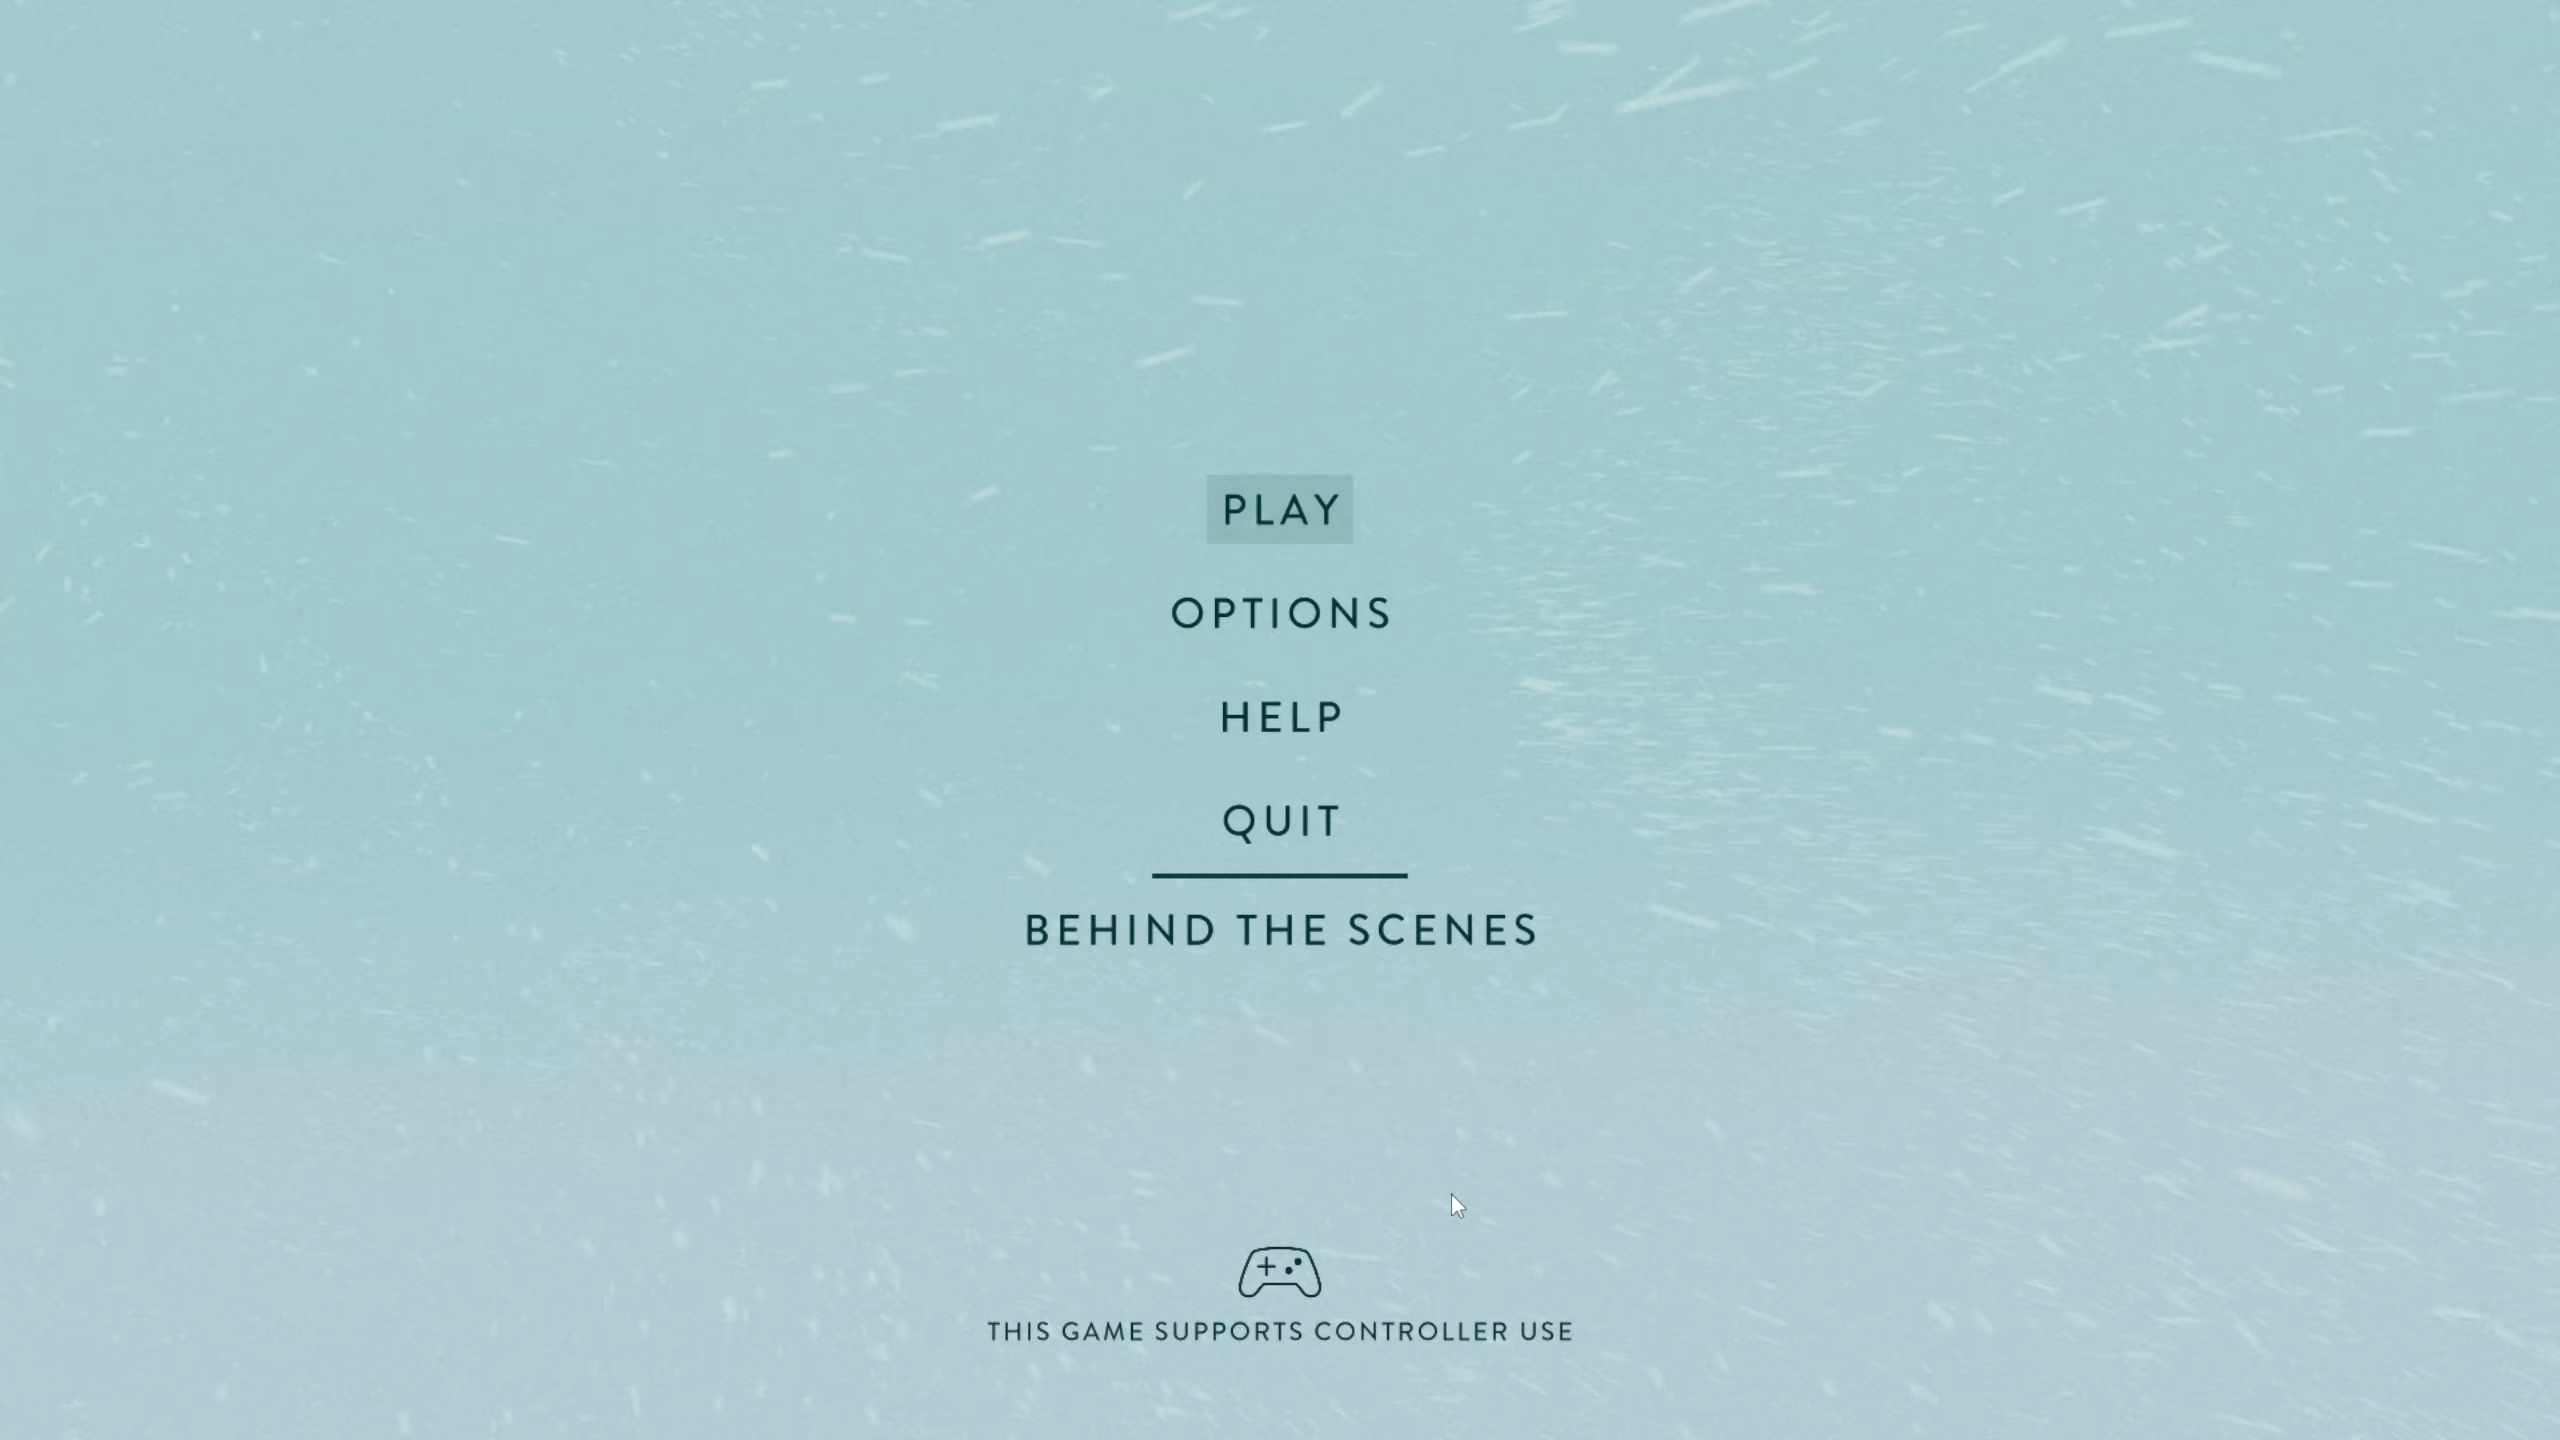 PLAY
OPTIONS
HELP
QUIT
BEHIND THE SCENES
THIS GAME SUPPORTS CONTROLLER USE